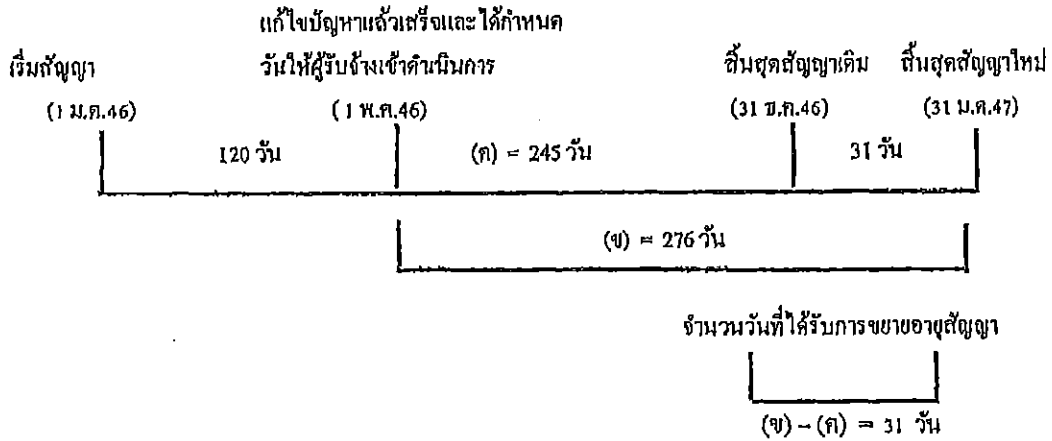 แก้ไขปัญหาแล้วเสร็จและได้กำหนด
เริ่มสัญญา วันให้ผู้รับจ้างเข้าดำเนินการ สิ้นสุดสัญญาเดิม สิ้นสุดสัญญาใหม่
(1 ม.ค.46) (1 พ.ค.46) (31 ธ.ค.46) (31 ม.ค.47)
120 วัน (ค) = 245 วัน 31 วัน
(ข) = 276 วัน
จำนวนวันที่ได้รับการขยายอายุสัญญา
(ข) – (ค) = 31 วัน